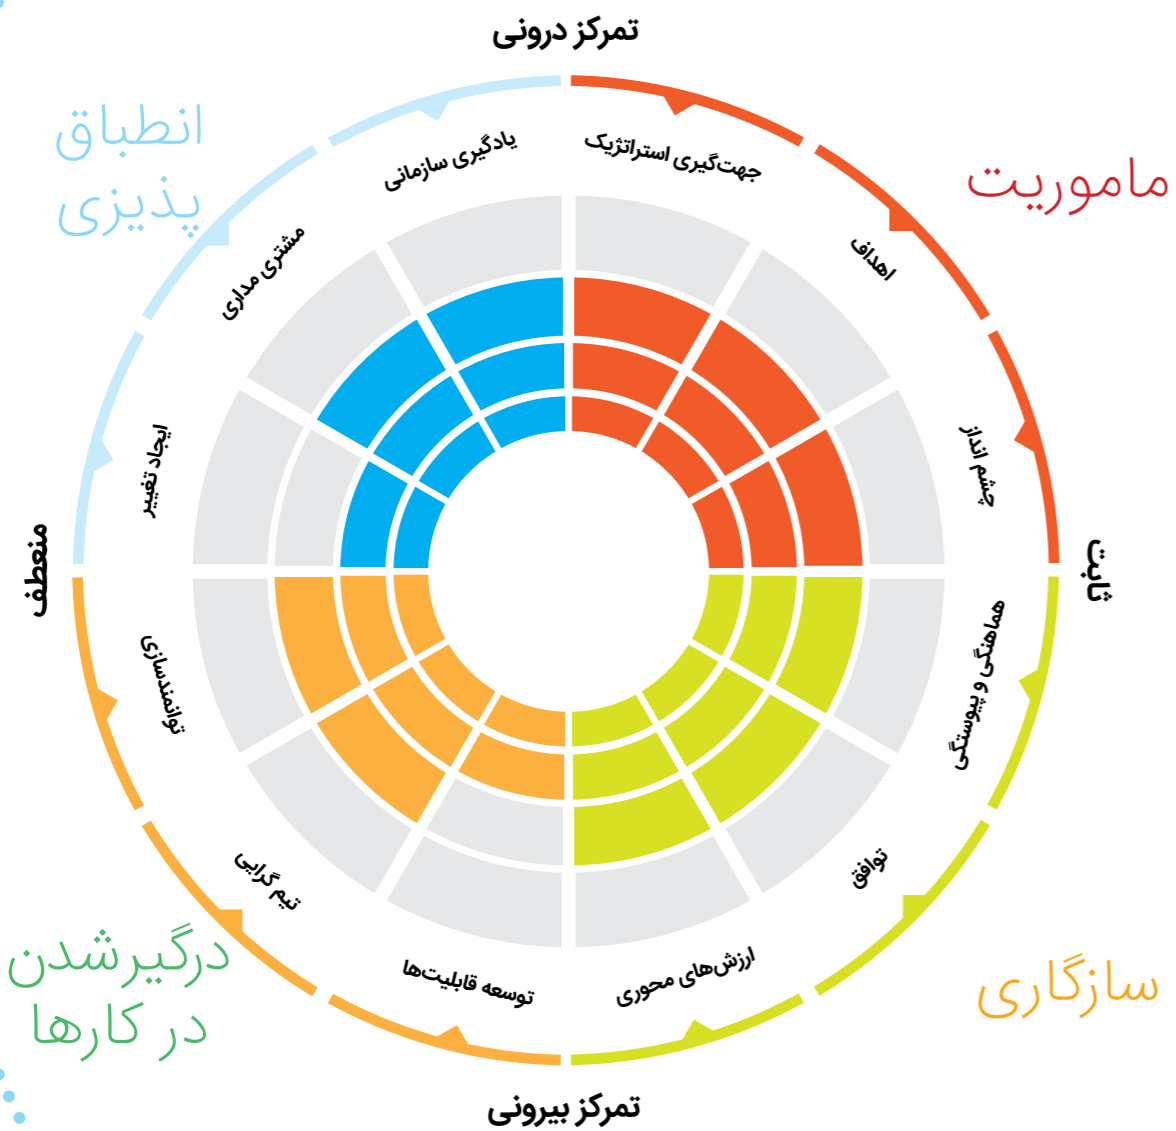 تمرکز درونی
انطباق
پذیزی
ماموریت
یادگیری سازمانی
جهت‌گیری استراتژیک
مشتری مداری
اهداف
ایجاد تغییر
چشم انداز
منعطف
ثابت
توانمندسازی
هماهنگی و پیوستگی
تیم گرایی
توافق
توسعه قابلیت‌ها
ارزش‌های محوری
درگیرشدن
در کارها
سازگاری
تمرکز بیرونی